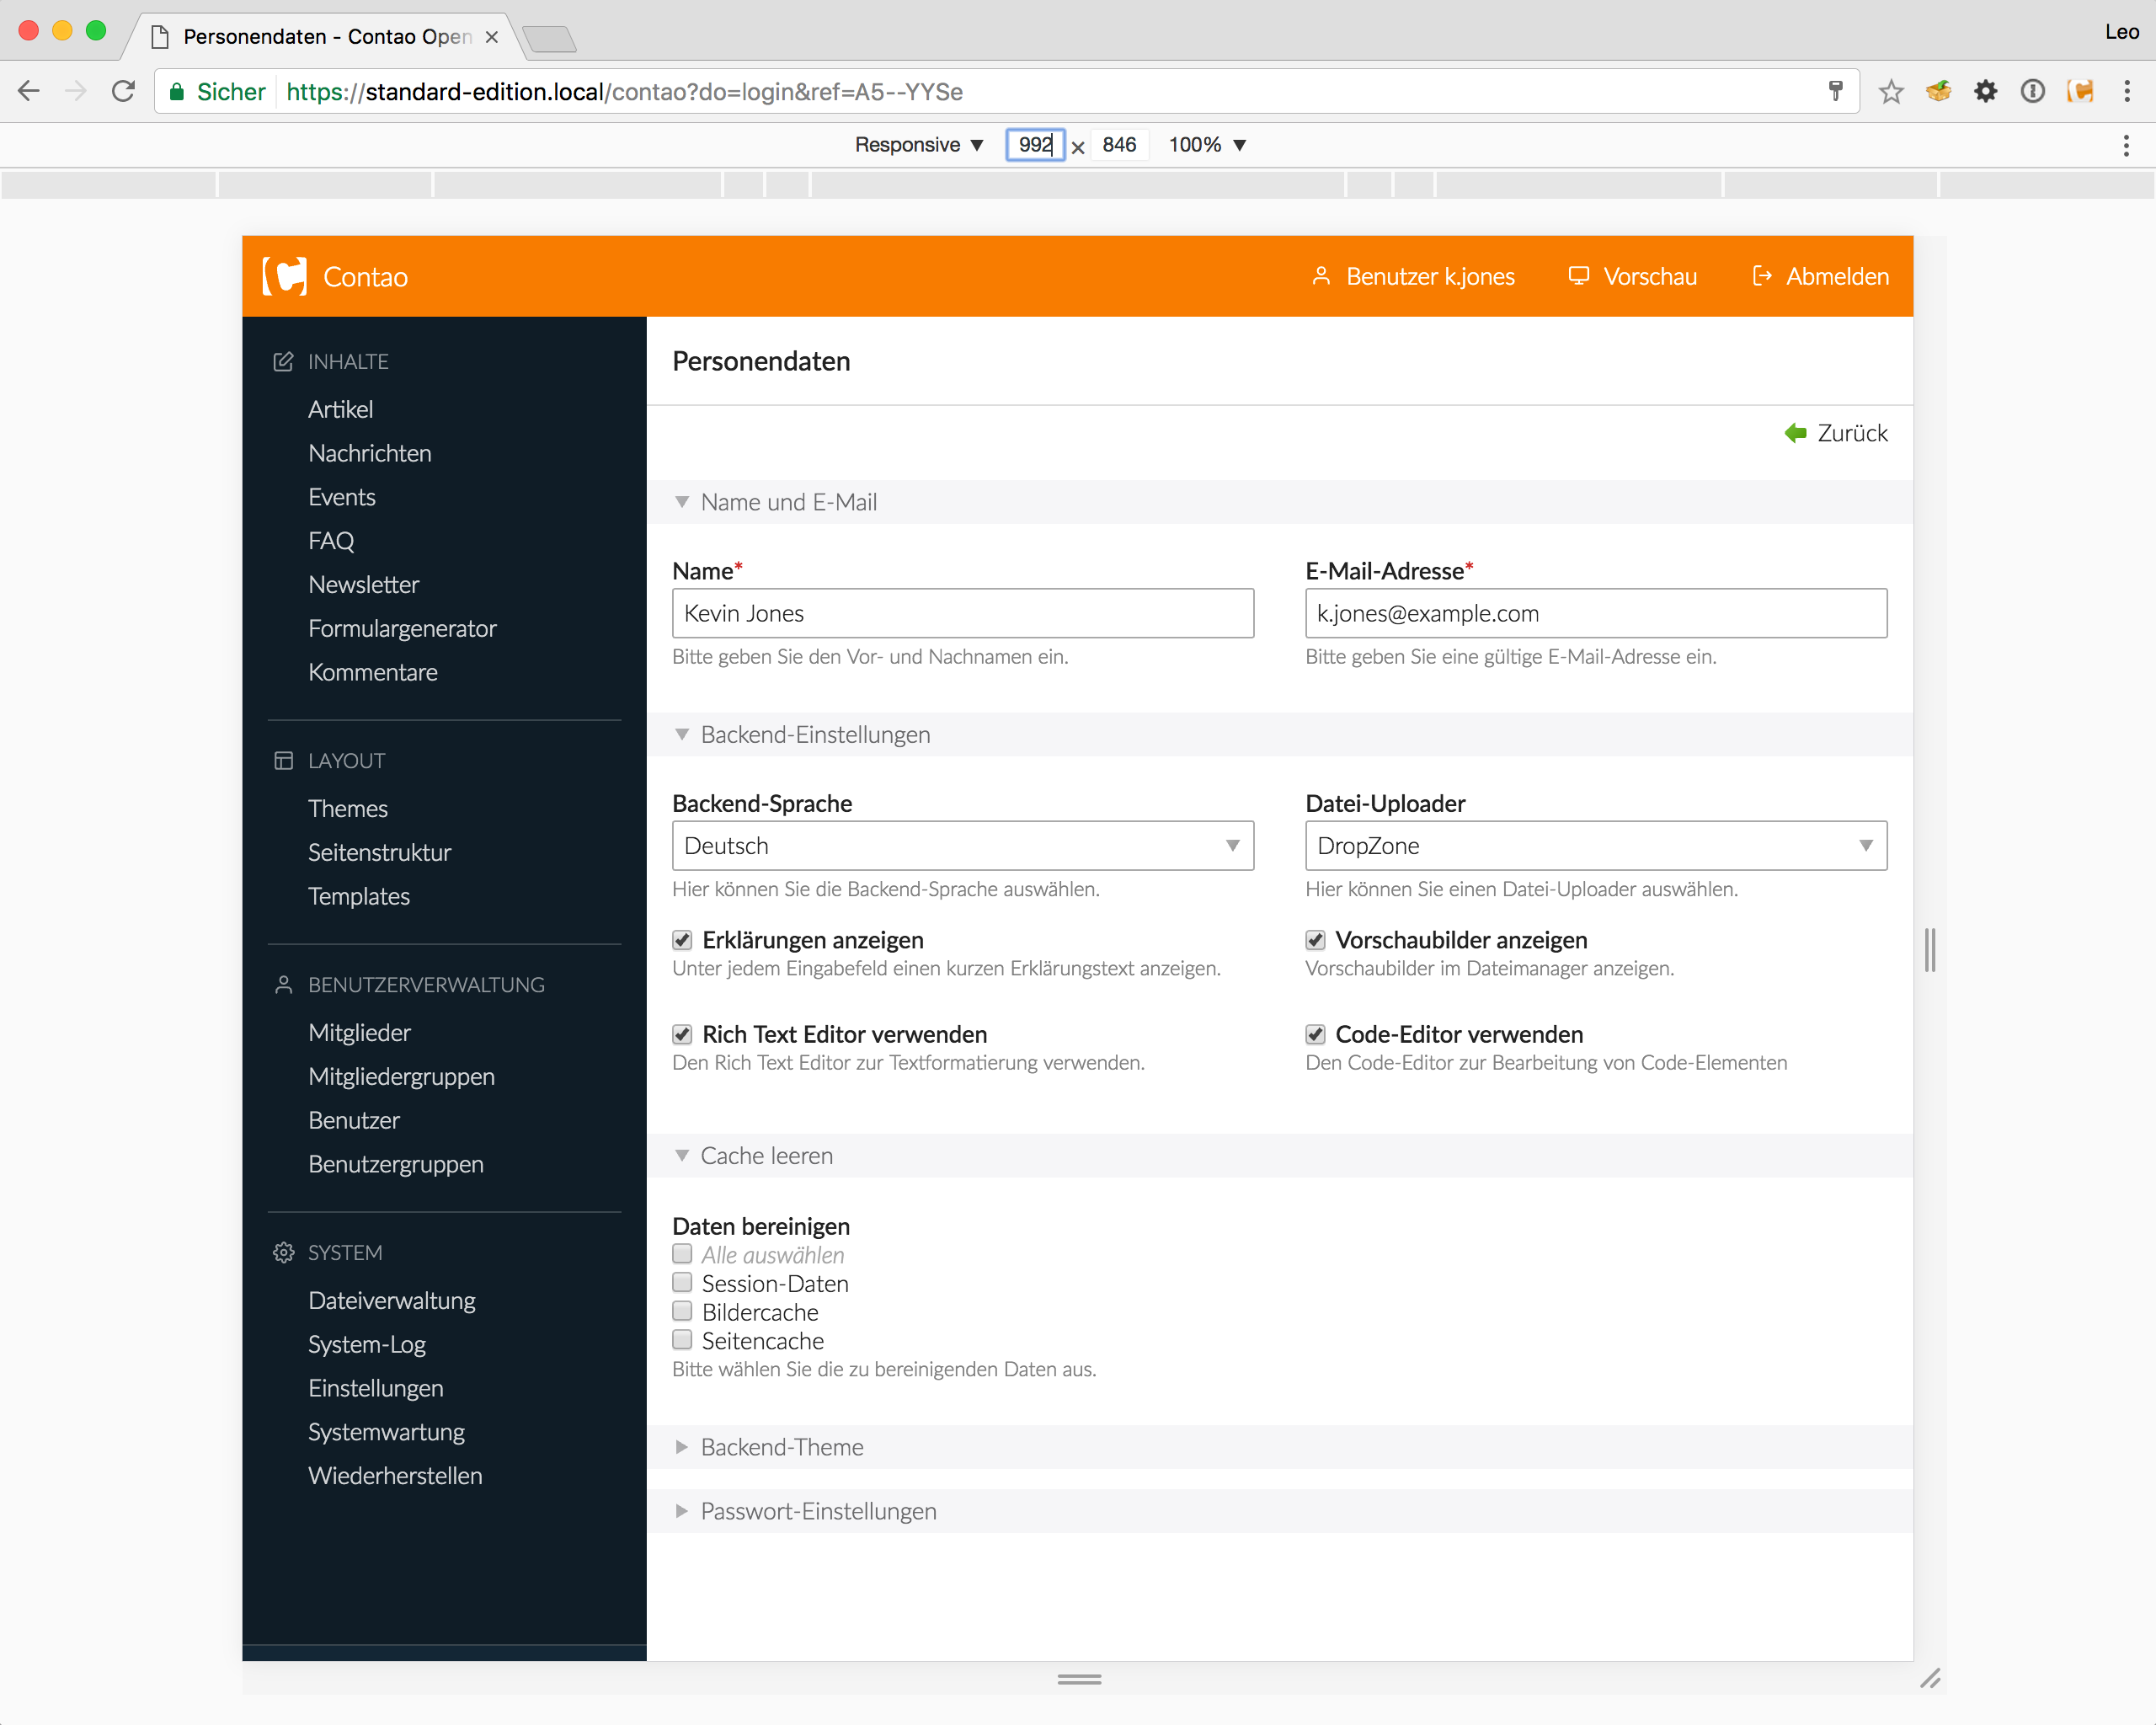 Personendaten - Contao Open
Leo
Sicher https://standard-edition.local/contao?do=login&ref=A5--YYSe
Responsive 992 × 846 100%
Contao
Benutzer k.jones
Vorschau
Abmelden
INHALTE
Artikel
Nachrichten
Events
FAQ
Newsletter
Formulargenerator
Kommentare
LAYOUT
Themes
Seitenstruktur
Templates
BENUTZERVERWALTUNG
Mitglieder
Mitgliedergruppen
Benutzer
Benutzergruppen
SYSTEM
Dateiverwaltung
System-Log
Einstellungen
Systemwartung
Wiederherstellen
Personendaten
Zurück
Name und E-Mail
Name*
Kevin Jones
Bitte geben Sie den Vor- und Nachnamen ein.
E-Mail-Adresse*
k.jones@example.com
Bitte geben Sie eine gültige E-Mail-Adresse ein.
Backend-Einstellungen
Backend-Sprache
Deutsch
Hier können Sie die Backend-Sprache auswählen.
Datei-Uploader
DropZone
Hier können Sie einen Datei-Uploader auswählen.
Erklärungen anzeigen
Unter jedem Eingabefeld einen kurzen Erklärungstext anzeigen.
Vorschaubilder anzeigen
Vorschaubilder im Dateimanager anzeigen.
Rich Text Editor verwenden
Den Rich Text Editor zur Textformatierung verwenden.
Code-Editor verwenden
Den Code-Editor zur Bearbeitung von Code-Elementen
Cache leeren
Daten bereinigen
Alle auswählen
Session-Daten
Bildercache
Seitencache
Bitte wählen Sie die zu bereinigenden Daten aus.
Backend-Theme
Passwort-Einstellungen